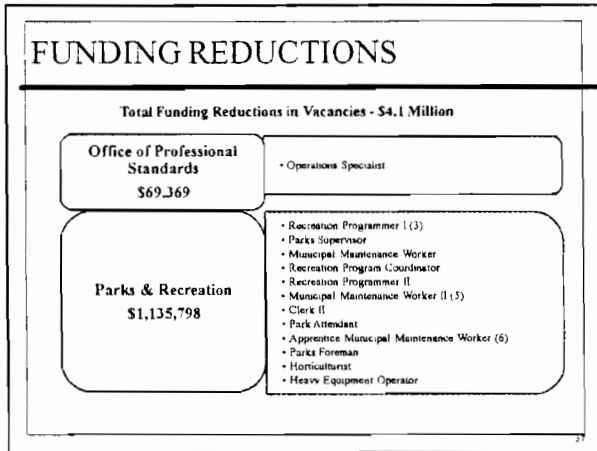 FUNDING REDUCTIONS
Total Funding Reductions in Vacancies - $4.1 Million
Office of Professional
Standards
$69,369
• Operations Specialist
Parks & Recreation
$1,135,798
• Recreation Programmer I (3)
• Parks Supervisor
• Municipal Maintenance Worker
• Recreation Program Coordinator
• Recreation Programmer II
• Municipal Maintenance Worker II (5)
• Clerk II
• Park Attendant
• Apprentice Municipal Maintenance Worker (6)
• Parks Foreman
• Horticulturist
• Heavy Equipment Operator
37